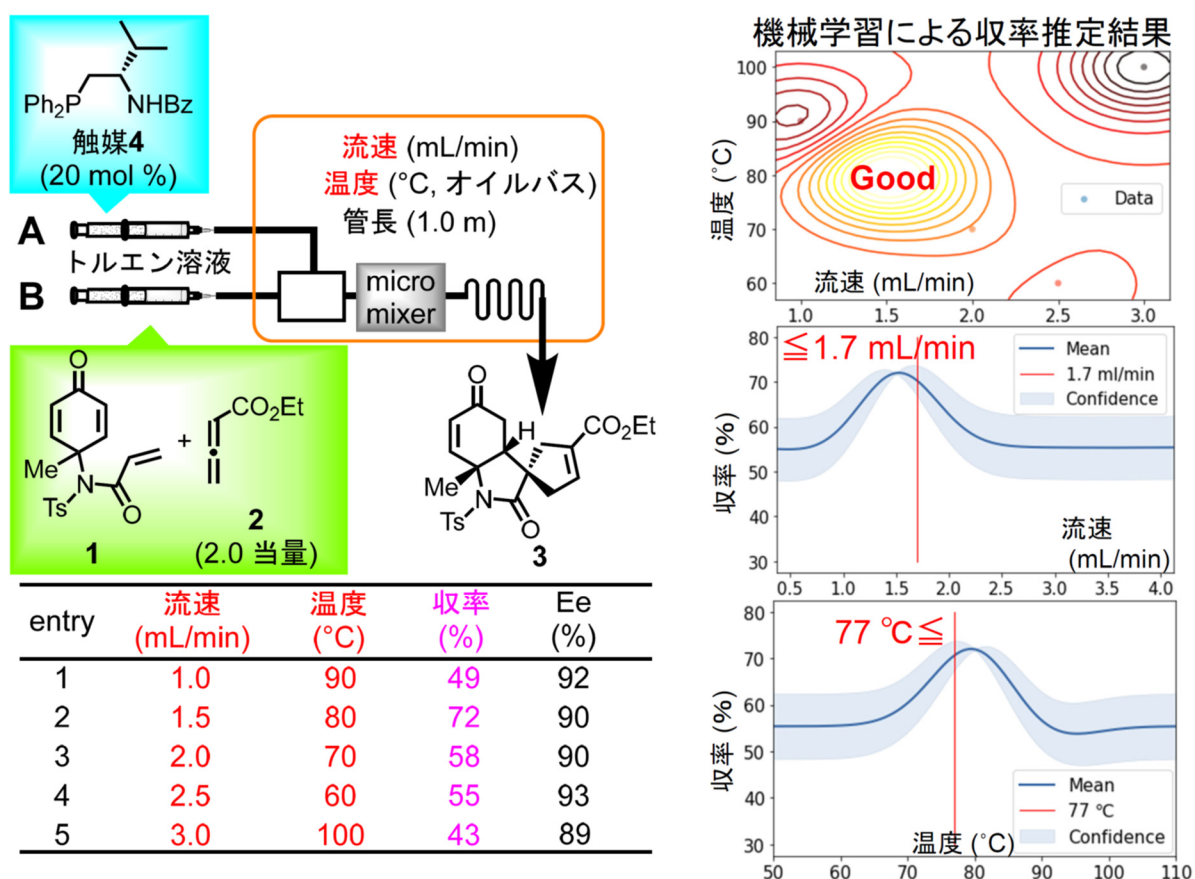 Ph2P
NHBz
触媒4
(20 mol %)
A
トルエン溶液
B
流速 (mL/min)
温度 (°C, オイルバス)
管長 (1.0 m)
micro
mixer
O
CO2Et
Me
N
Ts
O
+
1
2
(2.0 当量)
O
H
CO2Et
Me
N
Ts
O
3
entry 流速 (mL/min) 温度 (°C) 収率 (%) Ee (%)
1 1.0 90 49 92
2 1.5 80 72 90
3 2.0 70 58 90
4 2.5 60 55 93
5 3.0 100 43 89
機械学習による収率推定結果
温度 (°C)
100
90
80
70
60
Good
Data
流速 (mL/min)
1.0 1.5 2.0 2.5 3.0
収率 (%)
80
70
60
50
40
30
≦1.7 mL/min
Mean
1.7 ml/min
Confidence
流速
(mL/min)
0.5 1.0 1.5 2.0 2.5 3.0 3.5 4.0
収率 (%)
80
70
60
50
40
30
77 ℃≦
Mean
77 ℃
Confidence
温度 (°C)
50 60 70 80 90 100 110